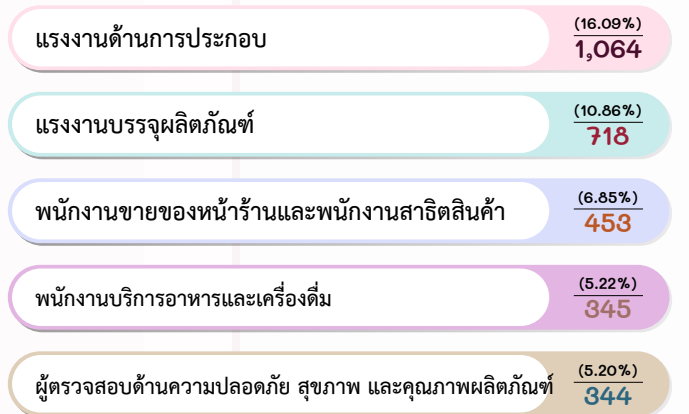 แรงงานด้านการประกอบ
(16.09%)
1,064
แรงงานบรรจุผลิตภัณฑ์
(10.86%)
718
พนักงานขายของหน้าร้านและพนักงานสาธิตสินค้า
(6.85%)
453
พนักงานบริการอาหารและเครื่องดื่ม
(5.22%)
345
ผู้ตรวจสอบด้านความปลอดภัย สุขภาพ และคุณภาพผลิตภัณฑ์
(5.20%)
344